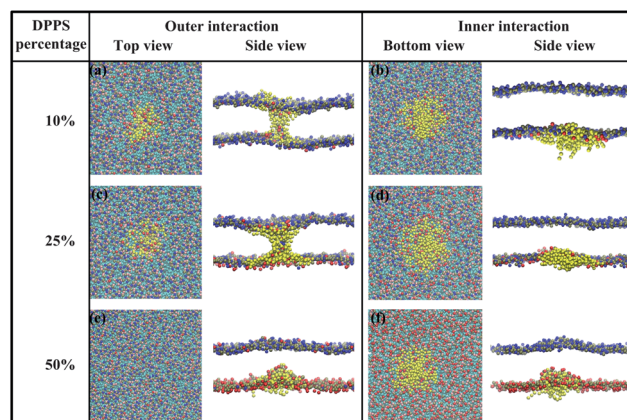 DPPS percentage
Outer interaction
Inner interaction
Top view
Side view
Bottom view
Side view
10%
(a)
(b)
25%
(c)
(d)
50%
(e)
(f)